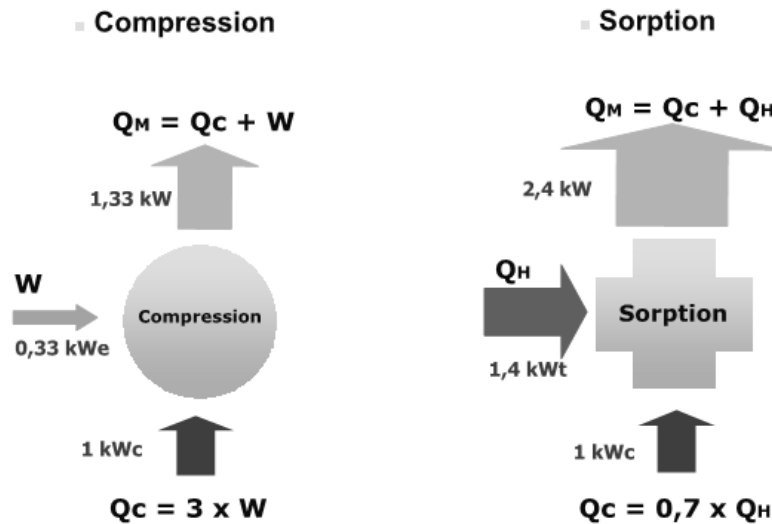 Compression
QM = Qc + W
1,33 kW
W
Compression
0,33 kWe
1 kWc
Qc = 3 x W
Sorption
QM = Qc + QH
2,4 kW
QH
Sorption
1,4 kWt
1 kWc
Qc = 0,7 x QH